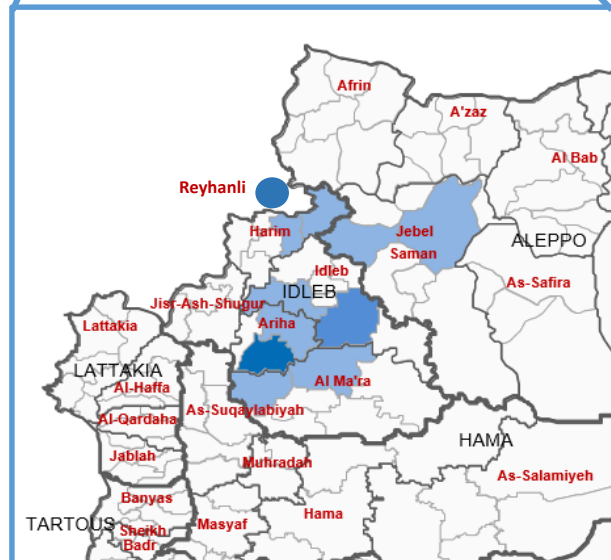 Afrin
A'zaz
Al Bab
Reyhanli
Harim
Jebel
Saman
ALEPPO
Idleb
As-Safira
IDLEB
Jisr-Ash-Shugur
Lattakia
Ariha
LATTAKIA
Al Ma'ra
Al-Haffa
As-Suqaylabiyah
Al-Qardaha
HAMA
Jablah
Muhradah
As-Salamiyeh
Banyas
Hama
TARTOUS
Masyaf
Sheikh
Badr